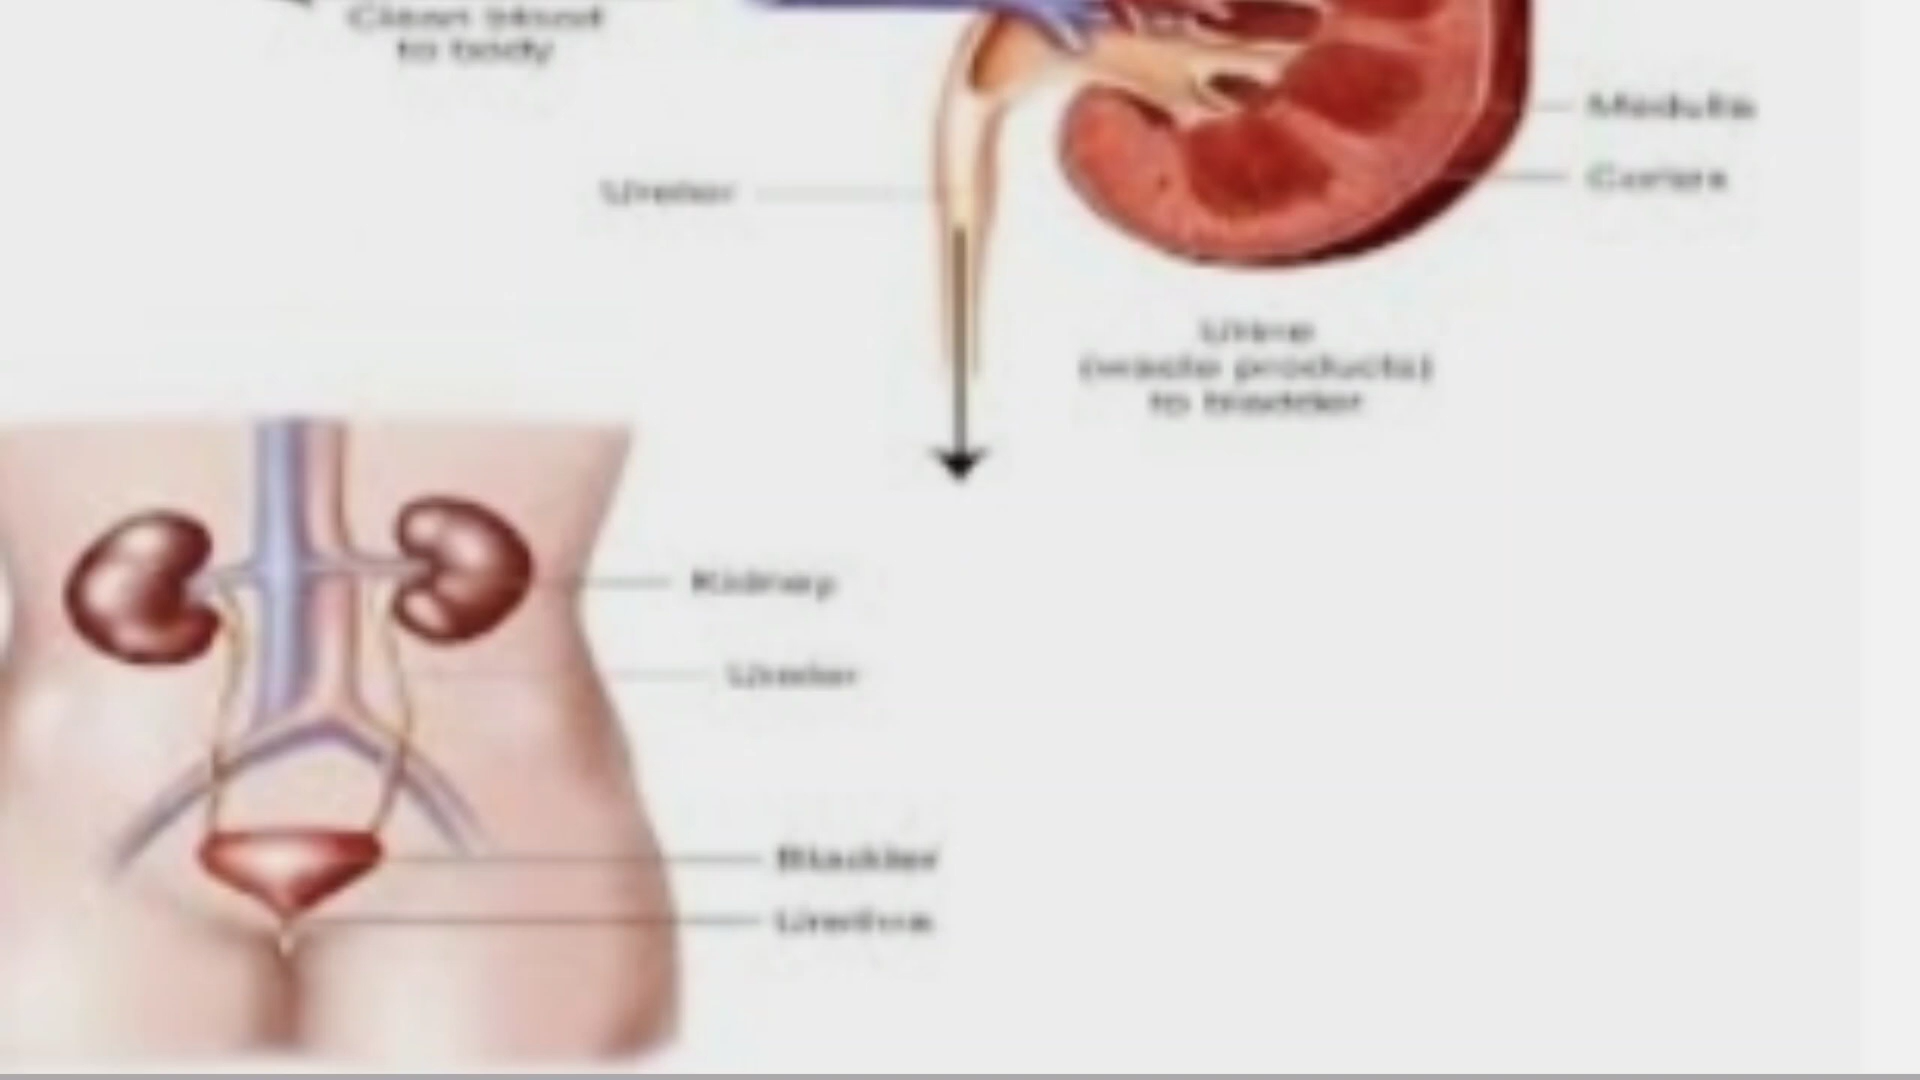 Clean blood
to body
Medulla
Cortex
Ureter
Urine
(waste products)
to bladder
Kidney
Ureter
Bladder
Urethra